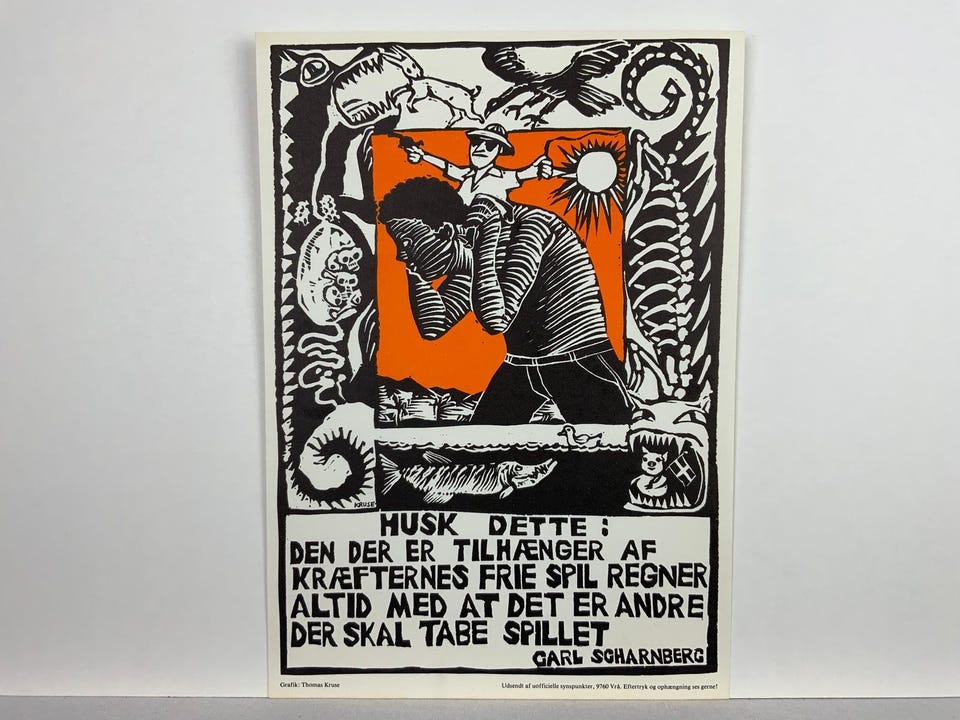 KRUSE
HUSK DETTE:
DEN DER ER TILHÆNGER AF
KRÆFTERNES FRIE SPIL REGNER
ALTID MED AT DET ER ANDRE
DER SKAL TABE SPILLET
CARL SCHARNBERG
Grafik: Thomas Kruse
Udsendt af uofficielle synspunkter, 9760 Vrå. Eftertryk og ophængning ses gerne!